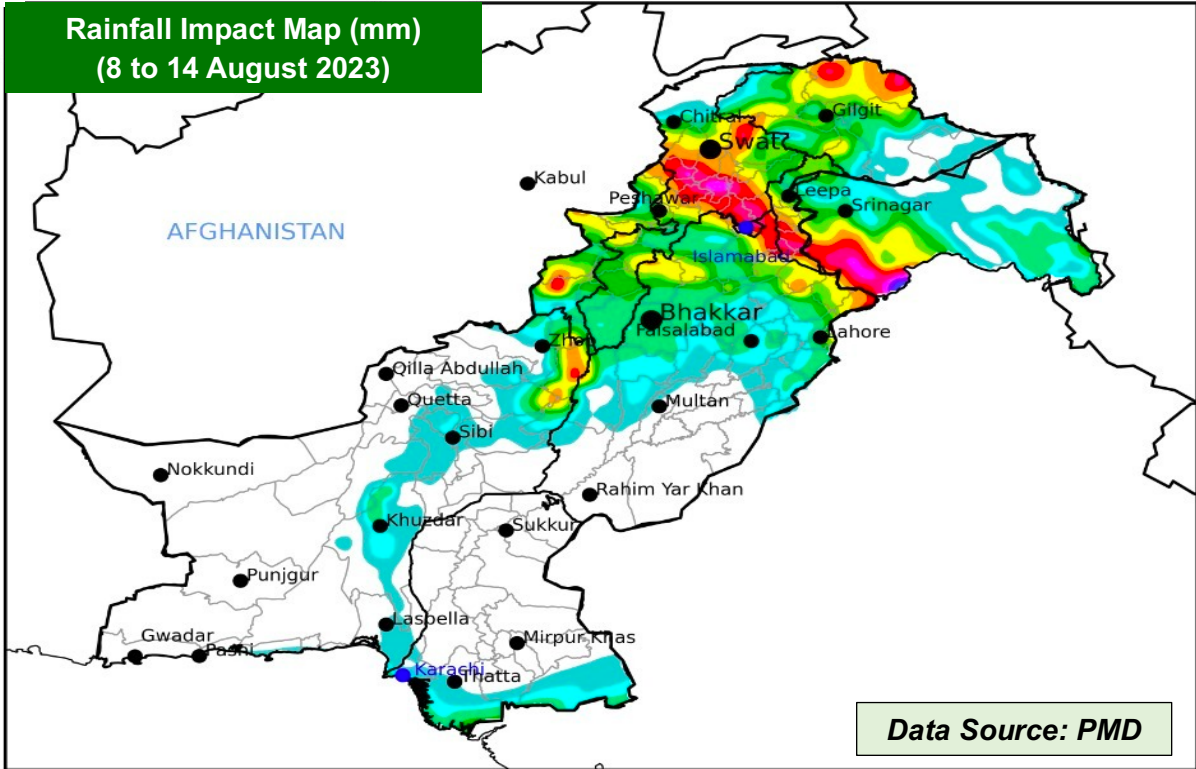 Rainfall Impact Map (mm)
(8 to 14 August 2023)
Chitral
Gilgit
Swat
Kabul
Leepa
Peshawar
Srinagar
AFGHANISTAN
Islamabad
Bhakkar
Faisalabad
Lahore
Zhob
Qilla Abdullah
Quetta
Multan
Sibi
Nokkundi
Rahim Yar Khan
Khuzdar
Sukkur
Punjgur
Lasbella
Gwadar
Pashi
Mirpur Khas
Karachi
Thatta
Data Source: PMD